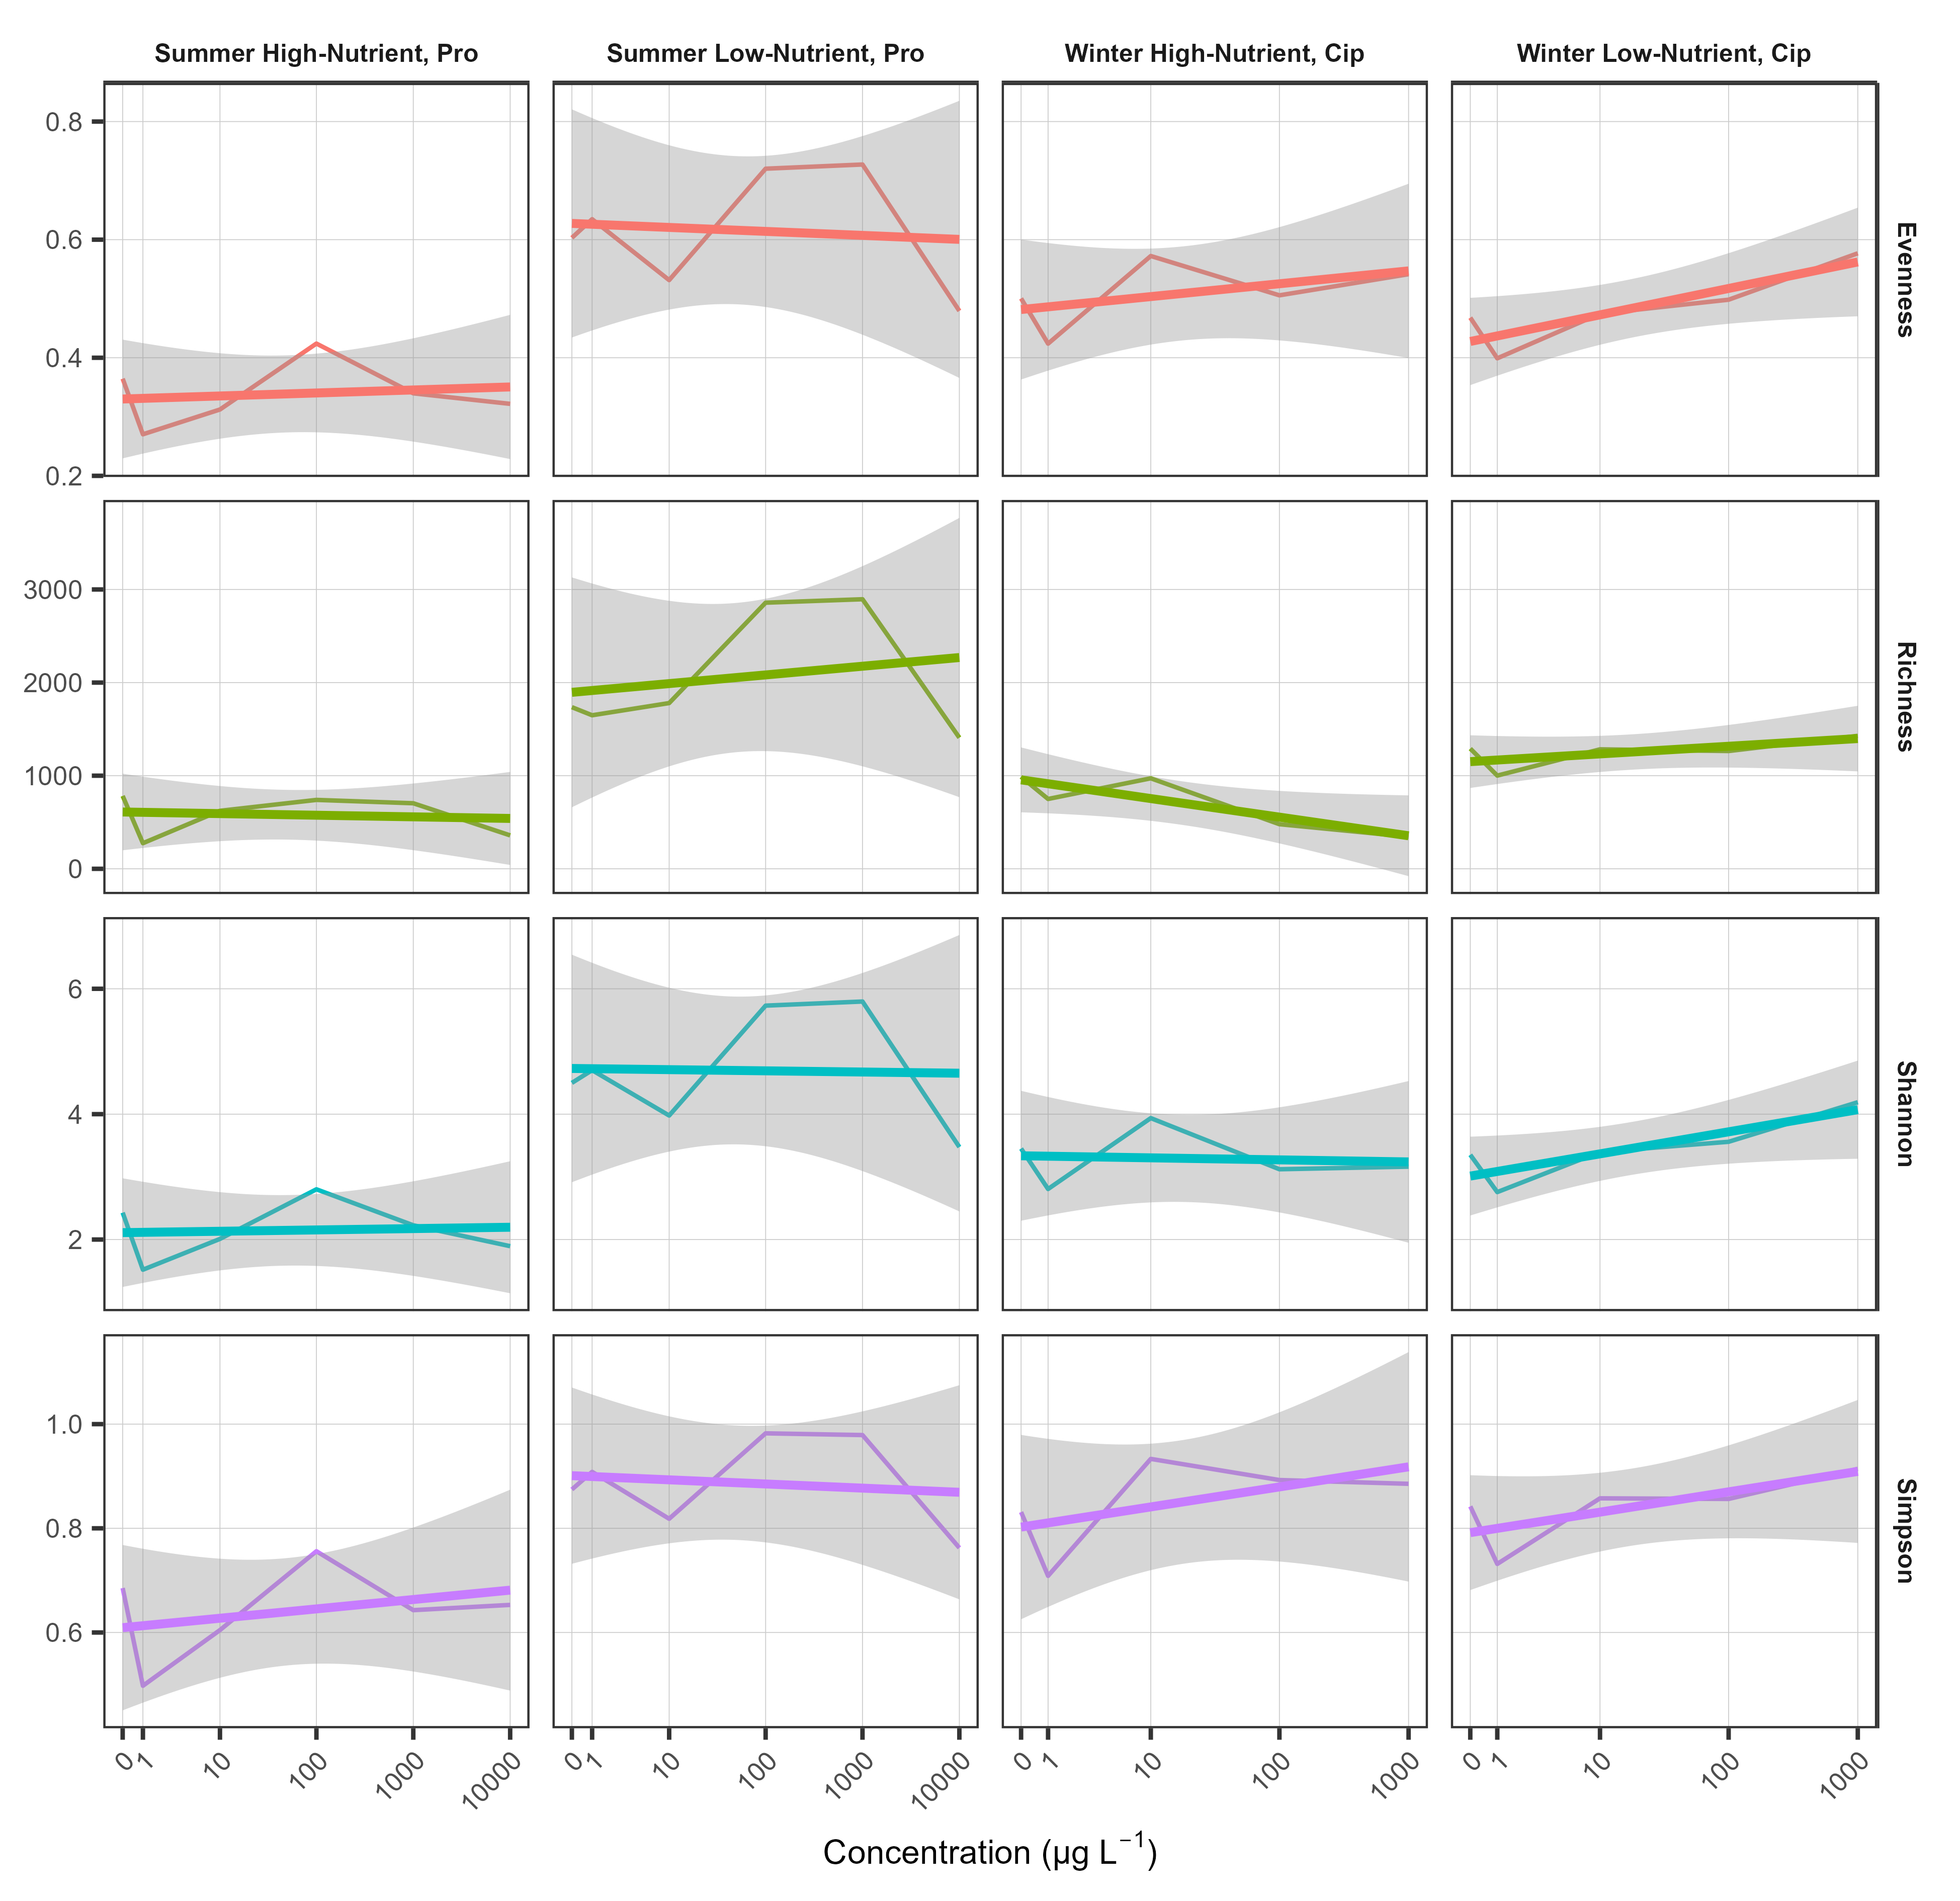 Summer High-Nutrient, Pro Summer Low-Nutrient, Pro Winter High-Nutrient, Cip Winter Low-Nutrient, Cip
0.8
0.6
0.4
0.2
Evenness
3000
2000
1000
0
Richness
6
4
2
Shannon
1.0
0.8
0.6
Simpson
0 1 10 100 1000 10000 0 1 10 100 1000 10000 0 1 10 100 1000 0 1 10 100 1000
Concentration (µg L⁻¹)